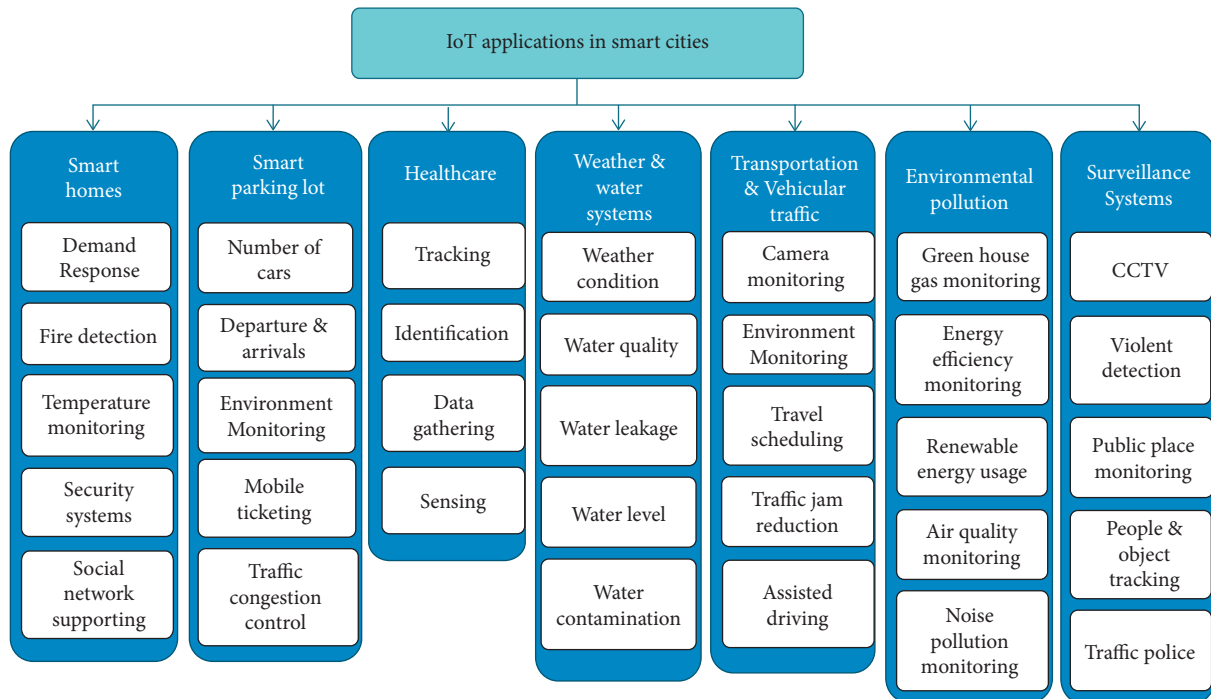 IoT applications in smart cities
Smart
homes
Demand
Response
Fire detection
Temperature
monitoring
Security
systems
Social
network
supporting
Smart
parking lot
Number of
cars
Departure &
arrivals
Environment
Monitoring
Mobile
ticketing
Traffic
congestion
control
Healthcare
Tracking
Identification
Data
gathering
Sensing
Weather &
water
systems
Weather
condition
Water quality
Water leakage
Water level
Water
contamination
Transportation
& Vehicular
traffic
Camera
monitoring
Environment
Monitoring
Travel
scheduling
Traffic jam
reduction
Assisted
driving
Environmental
pollution
Green house
gas monitoring
Energy
efficiency
monitoring
Renewable
energy usage
Air quality
monitoring
Noise
pollution
monitoring
Surveillance
Systems
CCTV
Violent
detection
Public place
monitoring
People &
object
tracking
Traffic police